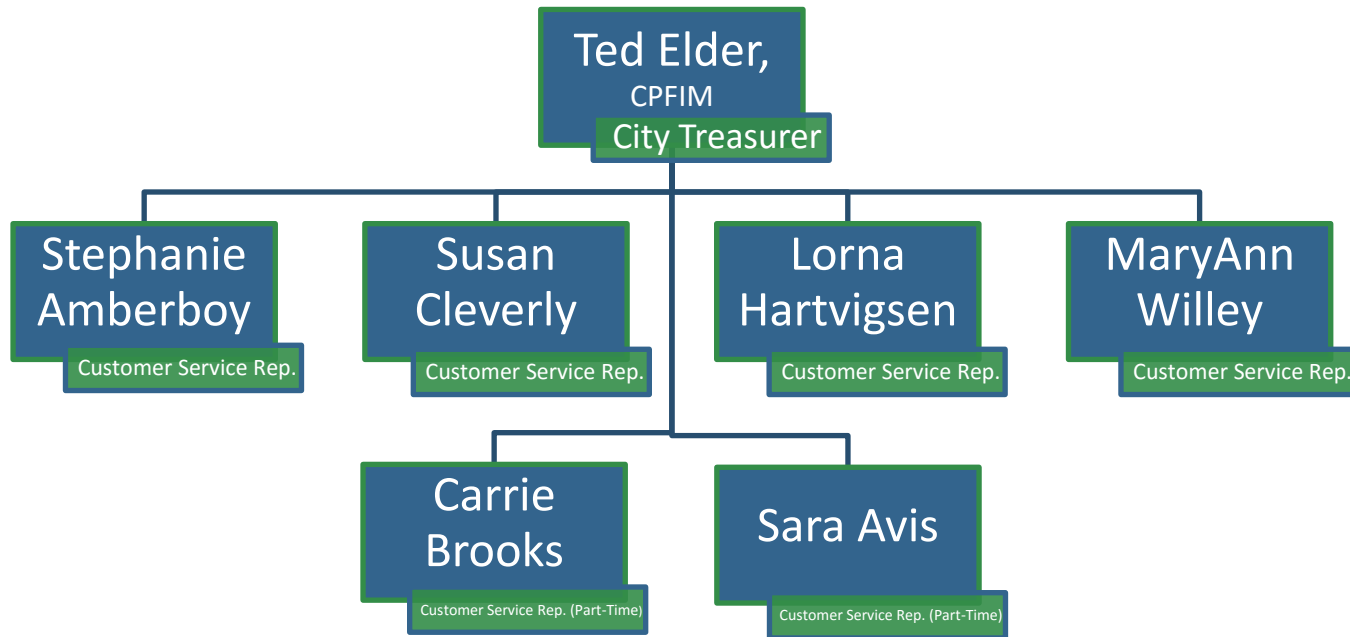 Ted Elder,
CPFIM
City Treasurer
Stephanie
Amberboy
Customer Service Rep.
Susan
Cleverly
Customer Service Rep.
Lorna
Hartvigsen
Customer Service Rep.
MaryAnn
Willey
Customer Service Rep.
Carrie
Brooks
Customer Service Rep. (Part-Time)
Sara Avis
Customer Service Rep. (Part-Time)